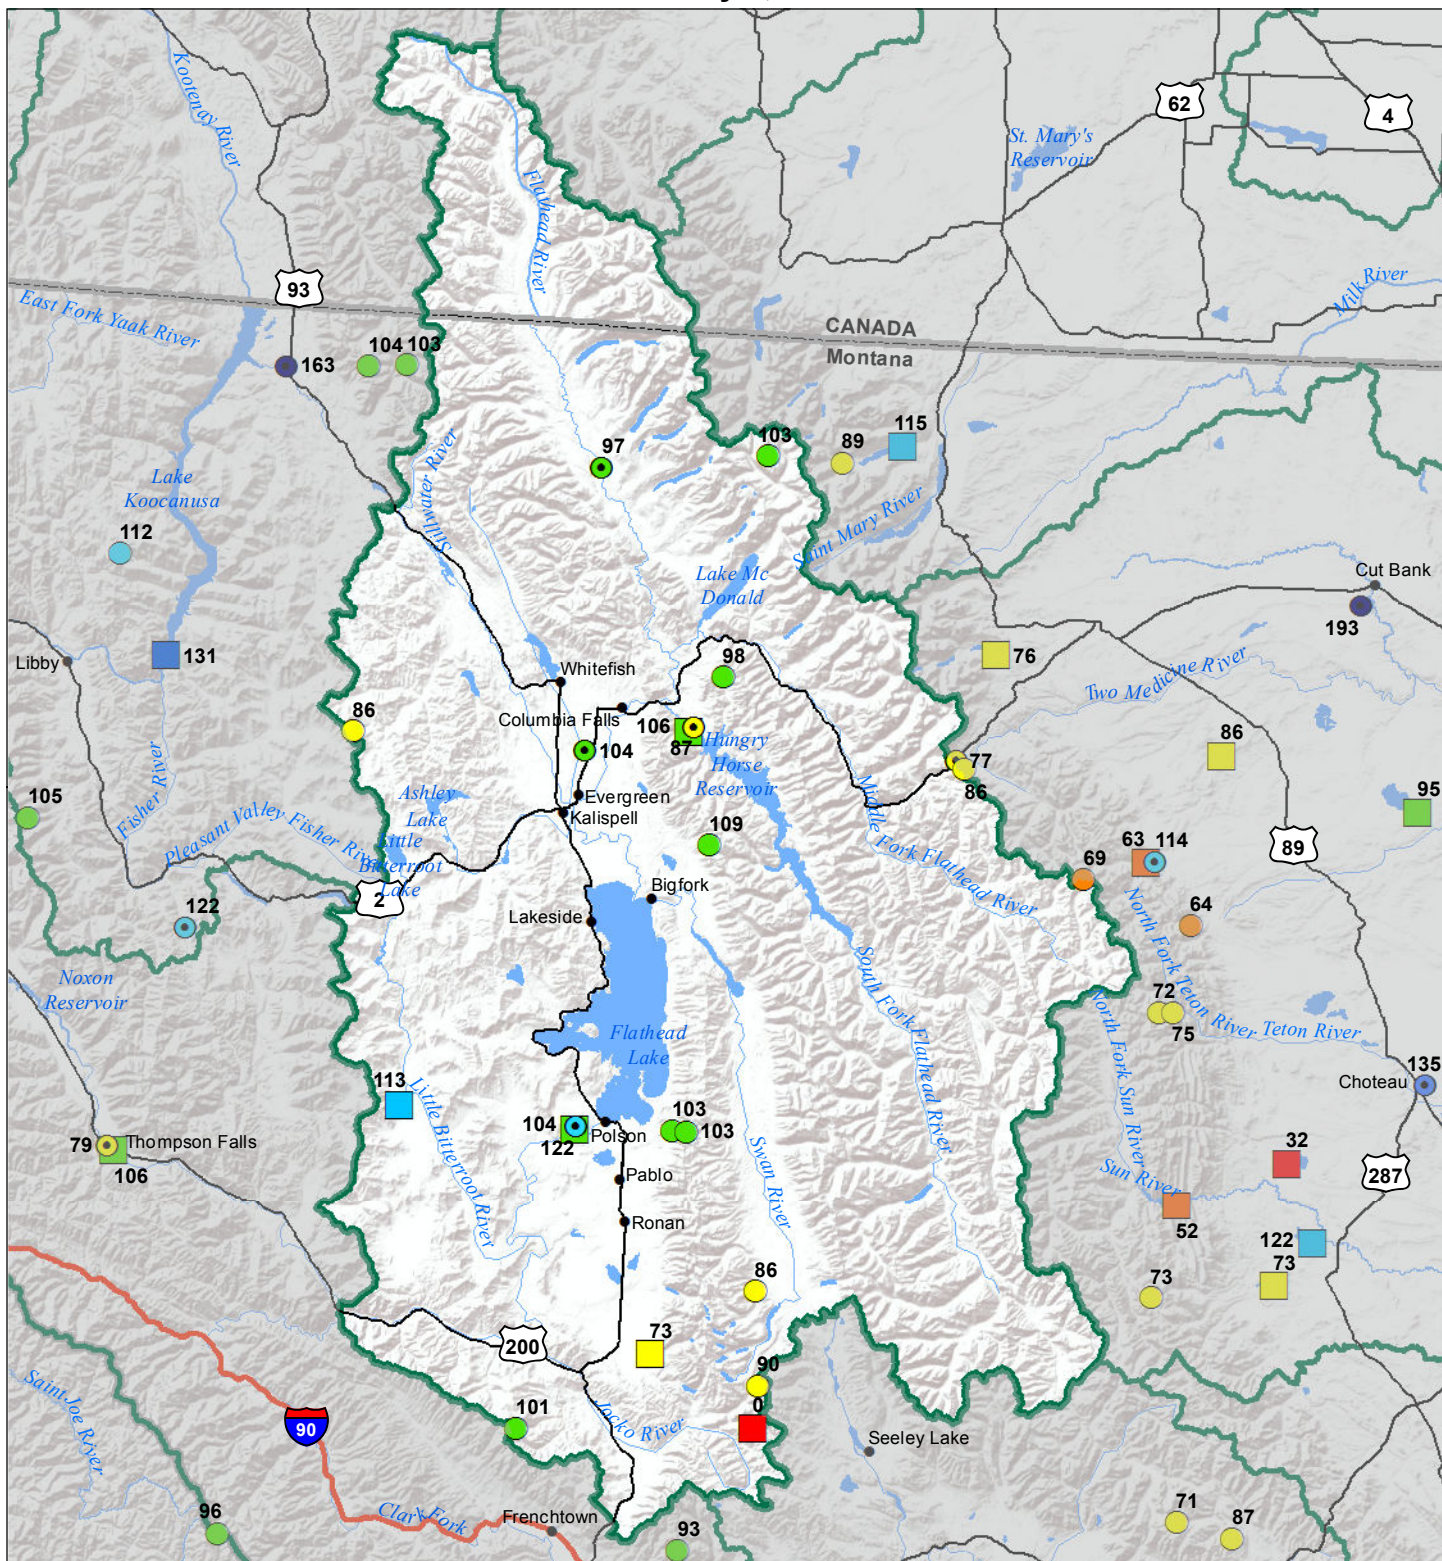 Kootenay River
62
4
St. Mary's
Reservoir
Flathead River
Milk River
93
East Fork Yaak River
CANADA
Montana
163
104
103
115
103
89
97
Stillwater River
Lake
Koocanusa
112
Saint Mary River
Lake Mc
Donald
Cut Bank
193
Libby
131
76
98
Whitefish
Two Medicine River
86
Columbia Falls
106
87
Hungry
Horse
Reservoir
104
86
77
86
Fisher River
105
Ashley
Lake
Evergreen
Kalispell
95
Pleasant Valley Fisher River
Little
Bitterroot
Lake
109
Middle Fork Flathead River
89
63
114
69
2
Bigfork
122
Lakeside
64
North Fork Teton River
Noxon
Reservoir
South Fork Flathead River
72
75
Teton River
North Fork Sun River
Flathead
Lake
135
Choteau
113
Little Bitterroot River
104
122
Polson
103
103
Swan River
79
Thompson Falls
106
32
287
Pablo
Sun River
52
Ronan
122
73
73
86
73
200
90
0
Saint Joe River
90
101
Jocko River
Seeley Lake
96
Clark Fork
Frenchtown
93
71
87